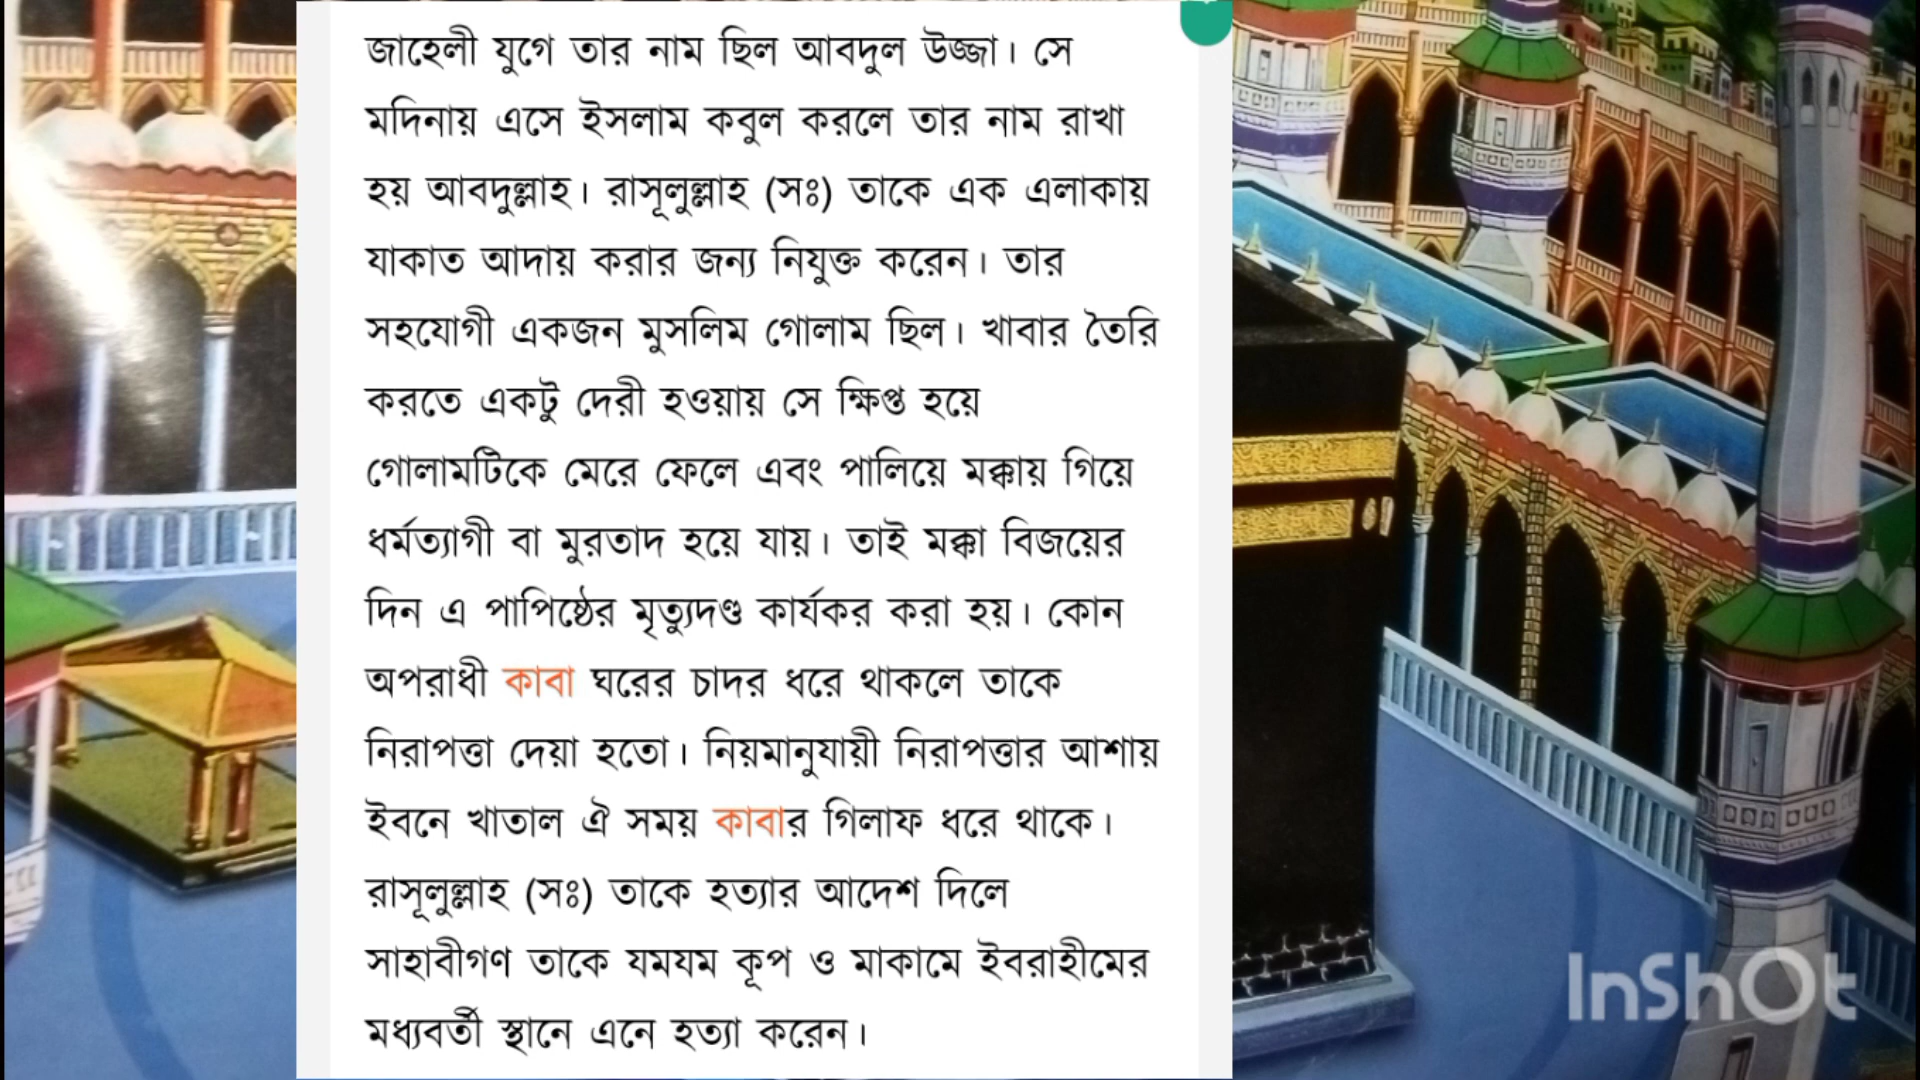 জাহেলী যুগে তার নাম ছিল আবদুল উজ্জা। সে
মদিনায় এসে ইসলাম কবুল করলে তার নাম রাখা
হয় আবদুল্লাহ। রাসূলুল্লাহ (সঃ) তাকে এক এলাকায়
যাকাত আদায় করার জন্য নিযুক্ত করেন। তার
সহযোগী একজন মুসলিম গোলাম ছিল। খাবার তৈরি
করতে একটু দেরী হওয়ায় সে ক্ষিপ্ত হয়ে
গোলামটিকে মেরে ফেলে এবং পালিয়ে মক্কায় গিয়ে
ধর্মত্যাগী বা মুরতাদ হয়ে যায়। তাই মক্কা বিজয়ের
দিন এ পাপিষ্ঠের মৃত্যুদণ্ড কার্যকর করা হয়। কোন
অপরাধী কাবা ঘরের চাদর ধরে থাকলে তাকে
নিরাপত্তা দেয়া হতো। নিয়মানুযায়ী নিরাপত্তার আশায়
ইবনে খাতাল ঐ সময় কাবার গিলাফ ধরে থাকে।
রাসূলুল্লাহ (সঃ) তাকে হত্যার আদেশ দিলে
সাহাবীগণ তাকে যমযম কূপ ও মাকামে ইবরাহীমের
মধ্যবর্তী স্থানে এনে হত্যা করেন।
InShOt